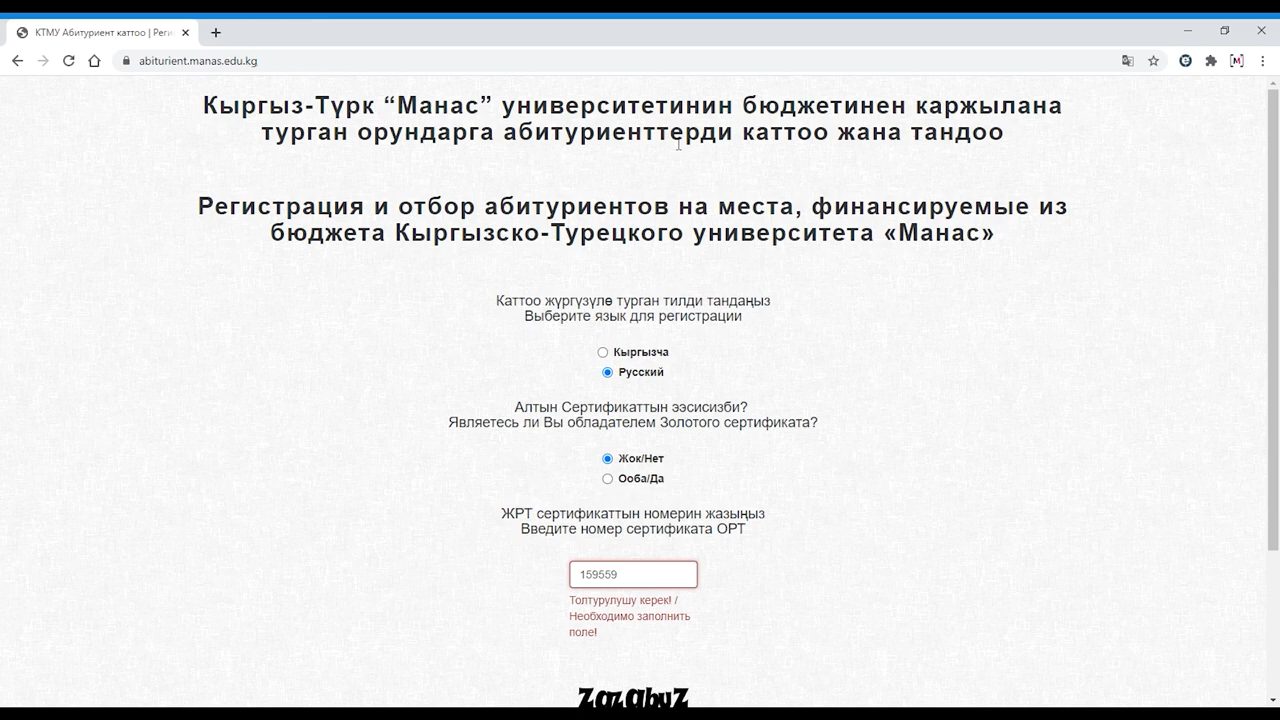 КТМУ Абитуриент каттоо | Реги
abiturient.manas.edu.kg
Кыргыз-Түрк “Манас” университетинин бюджетинен каржылана
турган орундарга абитуриенттерди каттоо жана тандоо
Регистрация и отбор абитуриентов на места, финансируемые из
бюджета Кыргызско-Турецкого университета «Манас»
Каттоо жүргүзүлө турган тилди тандаңыз
Выберите язык для регистрации
Кыргызча
Русский
Алтын Сертификаттын ээсисизби?
Являетесь ли Вы обладателем Золотого сертификата?
Жок/Нет
Ооба/Да
ЖРТ сертификаттын номерин жазыңыз
Введите номер сертификата ОРТ
159559
Толтурулушу керек! /
Необходимо заполнить
поле!